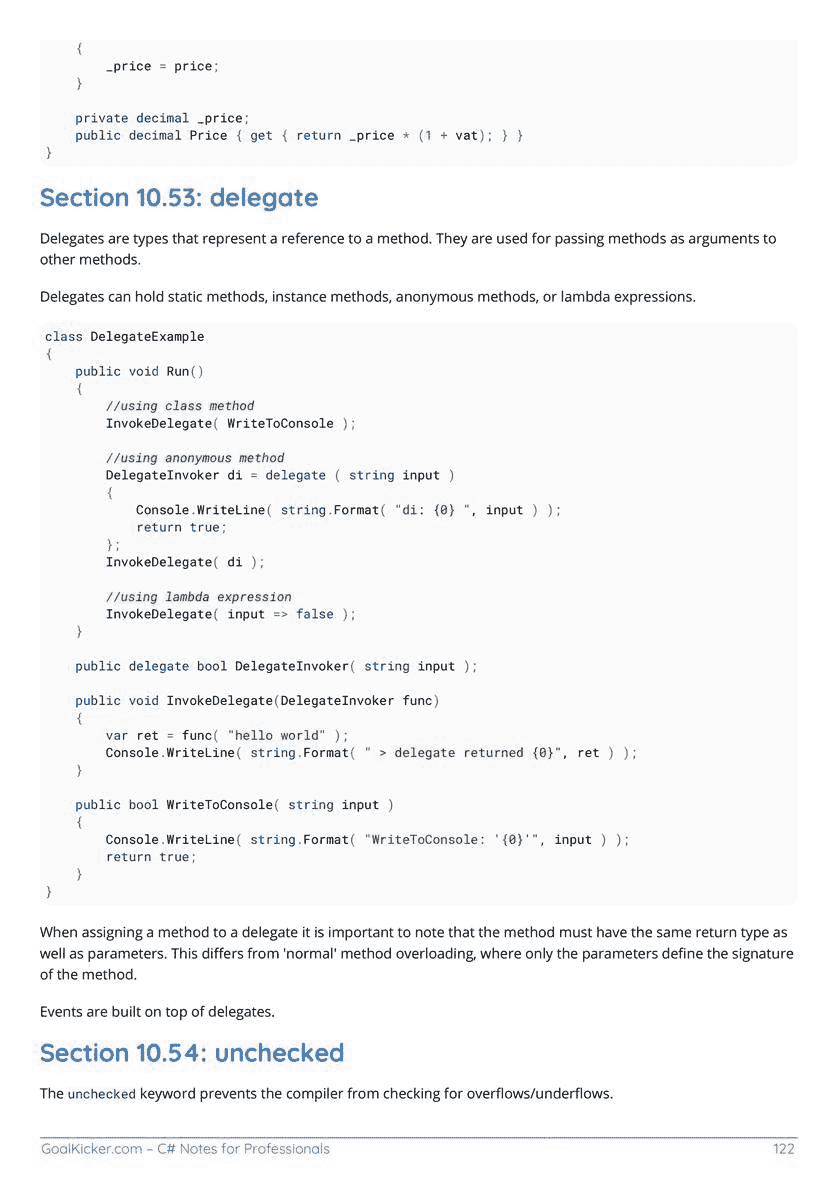 {
        _price = price;
    }

    private decimal _price;
    public decimal Price { get { return _price * (1 + vat); } }
}
Section 10.53: delegate
Delegates are types that represent a reference to a method. They are used for passing methods as arguments to
other methods.
Delegates can hold static methods, instance methods, anonymous methods, or lambda expressions.
class DelegateExample
{
    public void Run()
    {
        //using class method
        InvokeDelegate( WriteToConsole );

        //using anonymous method
        DelegateInvoker di = delegate ( string input )
        {
            Console.WriteLine( string.Format( "di: {0} ", input ) );
            return true;
        };
        InvokeDelegate( di );

        //using lambda expression
        InvokeDelegate( input => false );
    }

    public delegate bool DelegateInvoker( string input );

    public void InvokeDelegate(DelegateInvoker func)
    {
        var ret = func( "hello world" );
        Console.WriteLine( string.Format( " > delegate returned {0}", ret ) );
    }

    public bool WriteToConsole( string input )
    {
        Console.WriteLine( string.Format( "WriteToConsole: '{0}'", input ) );
        return true;
    }
}
When assigning a method to a delegate it is important to note that the method must have the same return type as
well as parameters. This differs from 'normal' method overloading, where only the parameters define the signature
of the method.
Events are built on top of delegates.
Section 10.54: unchecked
The unchecked keyword prevents the compiler from checking for overflows/underflows.
GoalKicker.com – C# Notes for Professionals 122